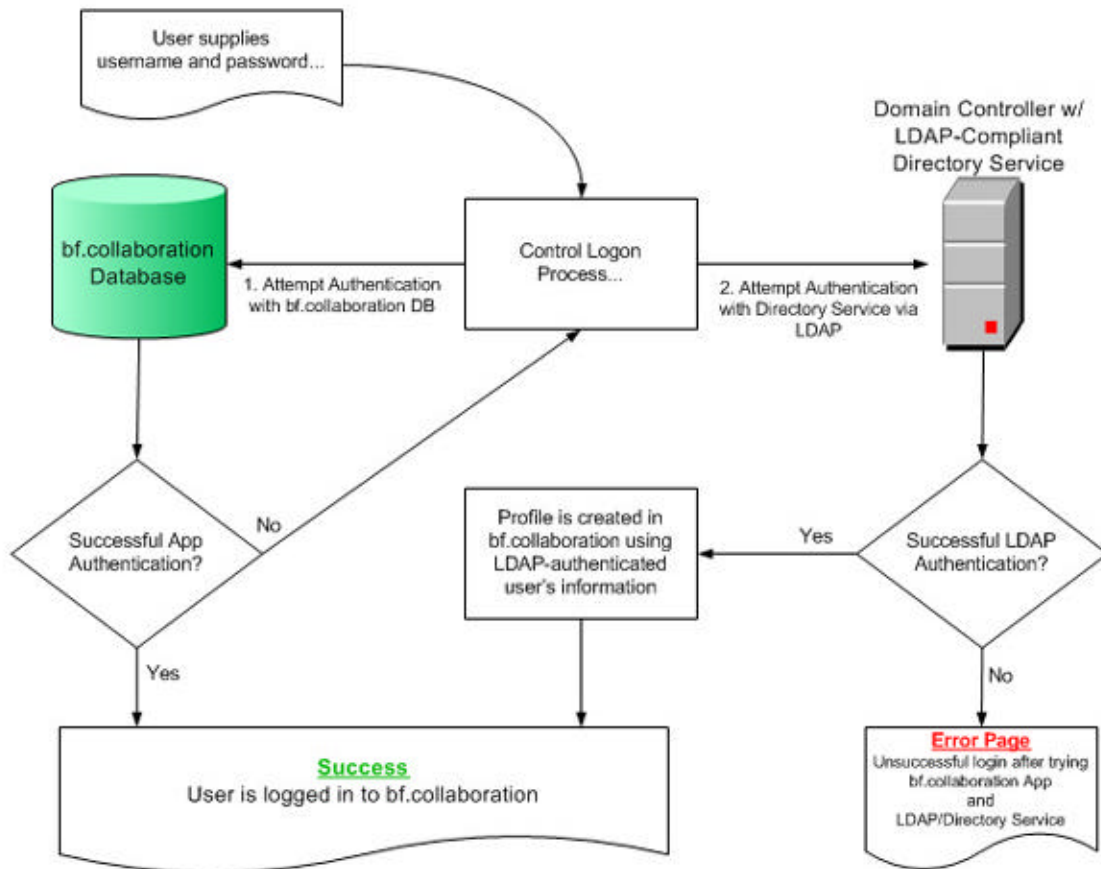 User supplies
username and password...
Domain Controller w/
LDAP-Compliant
Directory Service
bf.collaboration
Database
Control Logon
Process...
1. Attempt Authentication
with bf.collaboration DB
2. Attempt Authentication
with Directory Service via
LDAP
Successful App
Authentication?
No
Profile is created in
bf.collaboration using
LDAP-authenticated
user's information
Yes
Successful LDAP
Authentication?
Yes
No
Success
User is logged in to bf.collaboration
Error Page
Unsuccessful login after trying
bf.collaboration App
and
LDAP/Directory Service